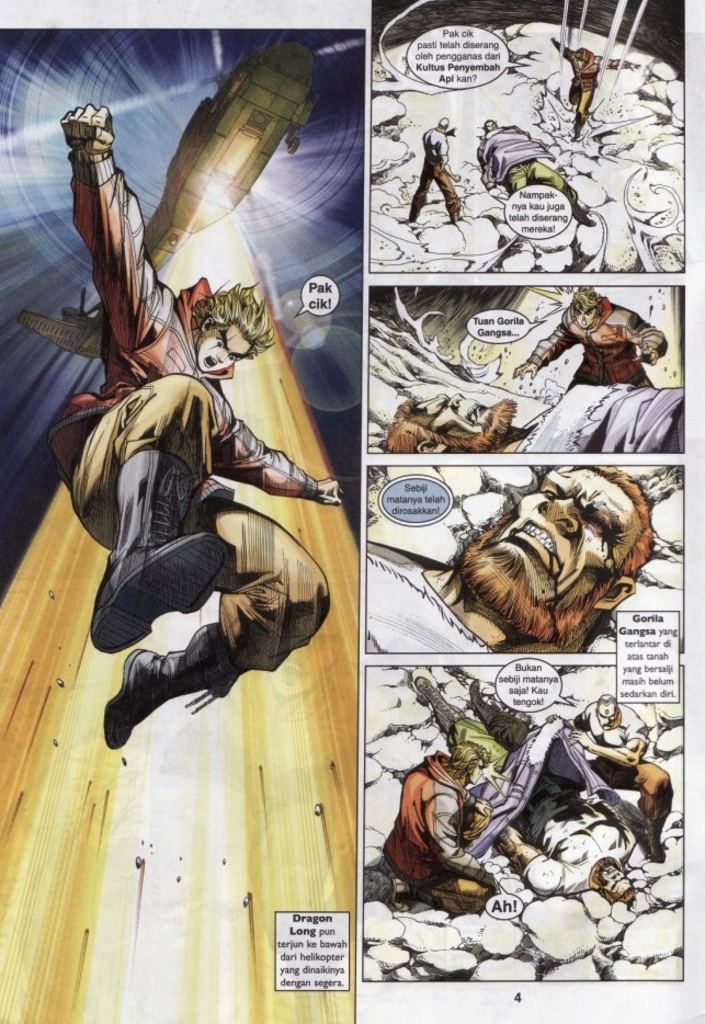 Pak
cik!
Dragon
Long pun
terjun ke bawah
dari helikopter
yang dinaikinya
dengan segera.
Pak cik
pasti telah diserang
oleh pengganas dari
Kultus Penyembah
Api kan?
Nampak-
nya kau juga
telah diserang
mereka!
Tuan Gorila
Gangsa...
Sebiji
matanya telah
dirosakkan!
Gorila
Gangsa yang
terlantar di
atas tanah
yang bersalji
masih belum
sedarkan diri.
Bukan
sebiji matanya
saja! Kau
tengok!
Ah!
4